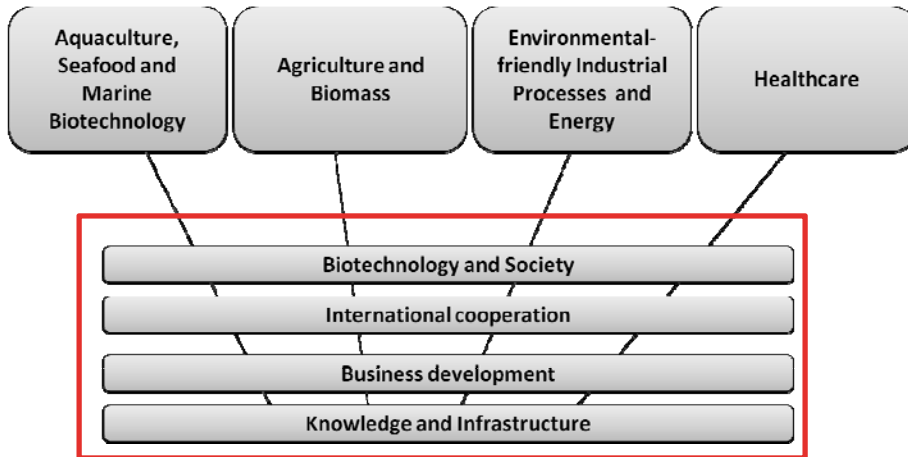 Aquaculture,
Seafood and
Marine
Biotechnology
Agriculture and
Biomass
Environmental-
friendly Industrial
Processes and
Energy
Healthcare
Biotechnology and Society
International cooperation
Business development
Knowledge and Infrastructure